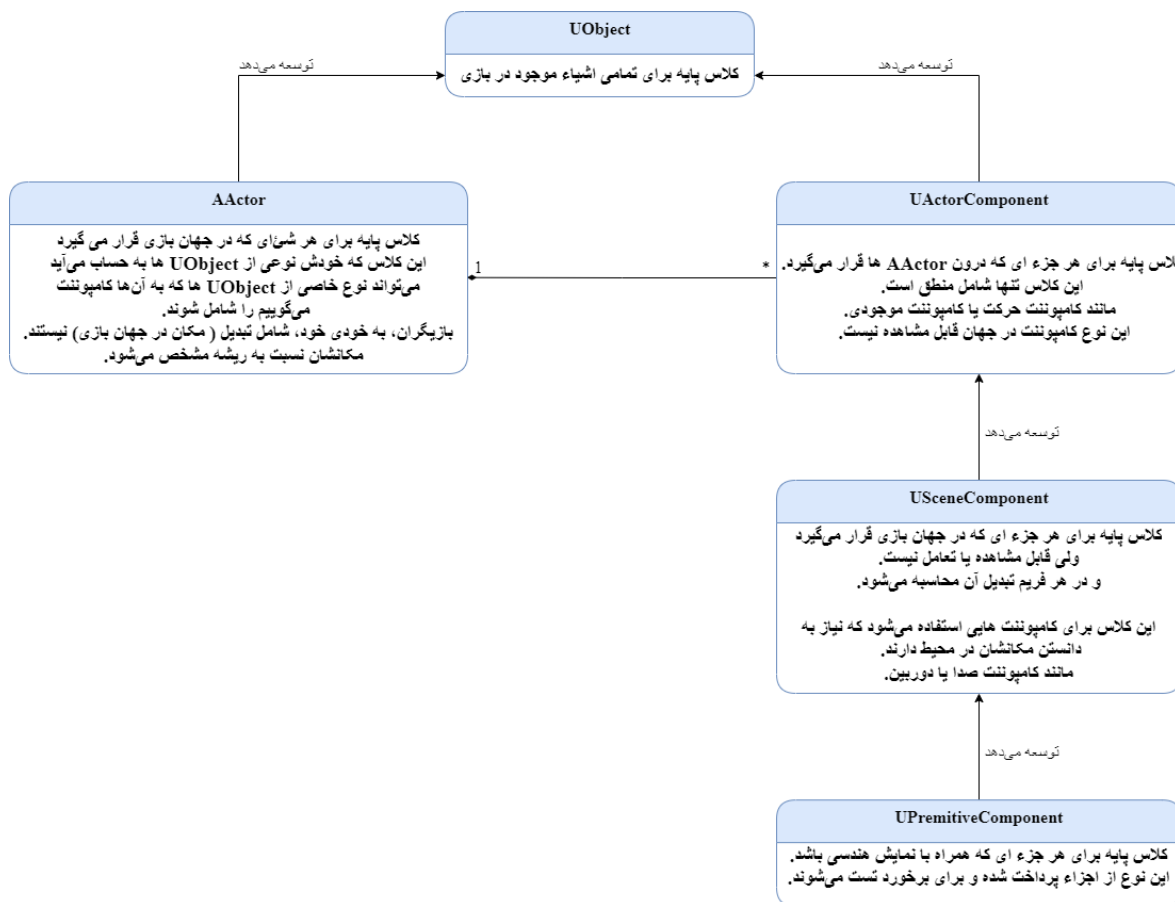 UObject
کلاس پایه برای تمامی اشیاء موجود در بازی
توسعه می‌دهد
توسعه می‌دهد
AActor
کلاس پایه برای هر شئ‌ای که در جهان بازی قرار می گیرد
این کلاس که خودش نوعی از UObject ها به حساب می‌آید
می‌تواند نوع خاصی از UObject ها که به آن‌ها کامپوننت
می‌گوییم را شامل شوند.
بازیگران، به خودی خود، شامل تبدیل ( مکان در جهان بازی) نیستند.
مکانشان نسبت به ریشه مشخص می‌شود.
1
*
UActorComponent
لاس پایه برای هر جزء ای که درون AActor ها قرار می‌گیرد.
این کلاس تنها شامل منطق است.
مانند کامپوننت حرکت یا کامپوننت موجودی.
این نوع کامپوننت در جهان قابل مشاهده نیست.
توسعه می‌دهد
USceneComponent
کلاس پایه برای هر جزء ای که در جهان بازی قرار می‌گیرد
ولی قابل مشاهده یا تعامل نیست.
و در هر فریم تبدیل آن محاسبه می‌شود.
این کلاس برای کامپوننت هایی استفاده می‌شود که نیاز به
دانستن مکانشان در محیط دارند.
مانند کامپوننت صدا یا دوربین.
توسعه می‌دهد
UPremitiveComponent
کلاس پایه برای هر جزء ای که همراه با نمایش هندسی باشد.
این نوع از اجزاء پرداخت شده و برای برخورد تست می‌شوند.